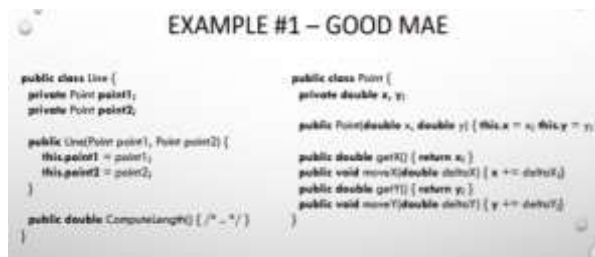 EXAMPLE #1 – GOOD MAE
public class Line {
private Point point1;
private Point point2;
public Line(Point point1, Point point2) {
this.point1 = point1;
this.point2 = point2;
}
public double ComputeLength() { /* … */ }
}
public class Point {
private double x, y;
public Point(double x, double y) { this.x = x; this.y = y;
public double getX() { return x; }
public void moveX(double deltaX) { x += deltaX;}
public double getY() { return y; }
public void moveY(double deltaY) { y += deltaY;}
}